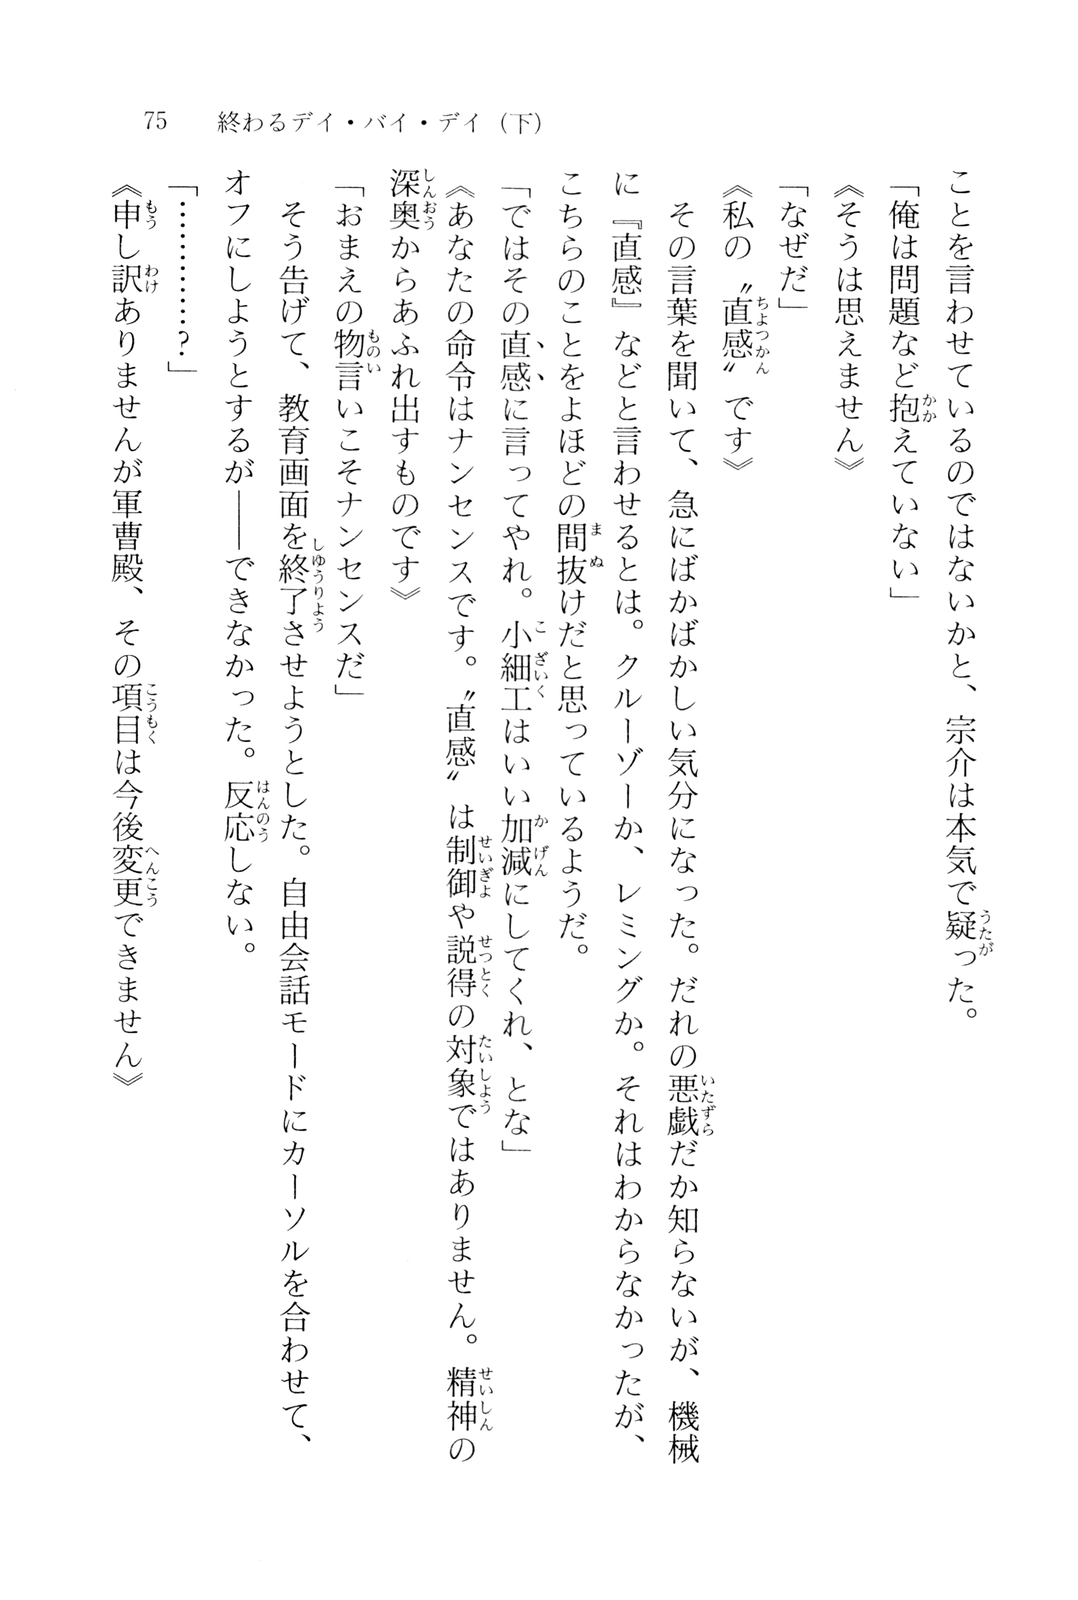 75　終わるデイ・バイ・デイ（下）
ことを言わせているのではないかと、宗介は本気で疑った。
「俺は問題など抱えていない」
《そうは思えません》
「なぜだ」
《私の〝直感〟です》
　その言葉を聞いて、急にばかばかしい気分になった。だれの悪戯だか知らないが、機械
に『直感』などと言わせるとは。クルーゾーか、レミングか。それはわからなかったが、
こちらのことをよほどの間抜けだと思っているようだ。
「ではその直感に言ってやれ。小細工はいい加減にしてくれ、とな」
《あなたの命令はナンセンスです。〝直感〟は制御や説得の対象ではありません。精神の
深奥からあふれ出すものです》
「おまえの物言いこそナンセンスだ」
　そう告げて、教育画面を終了させようとした。自由会話モードにカーソルを合わせて、
オフにしようとするが――できなかった。反応しない。
「…………？」
《申し訳ありませんが軍曹殿、その項目は今後変更できません》